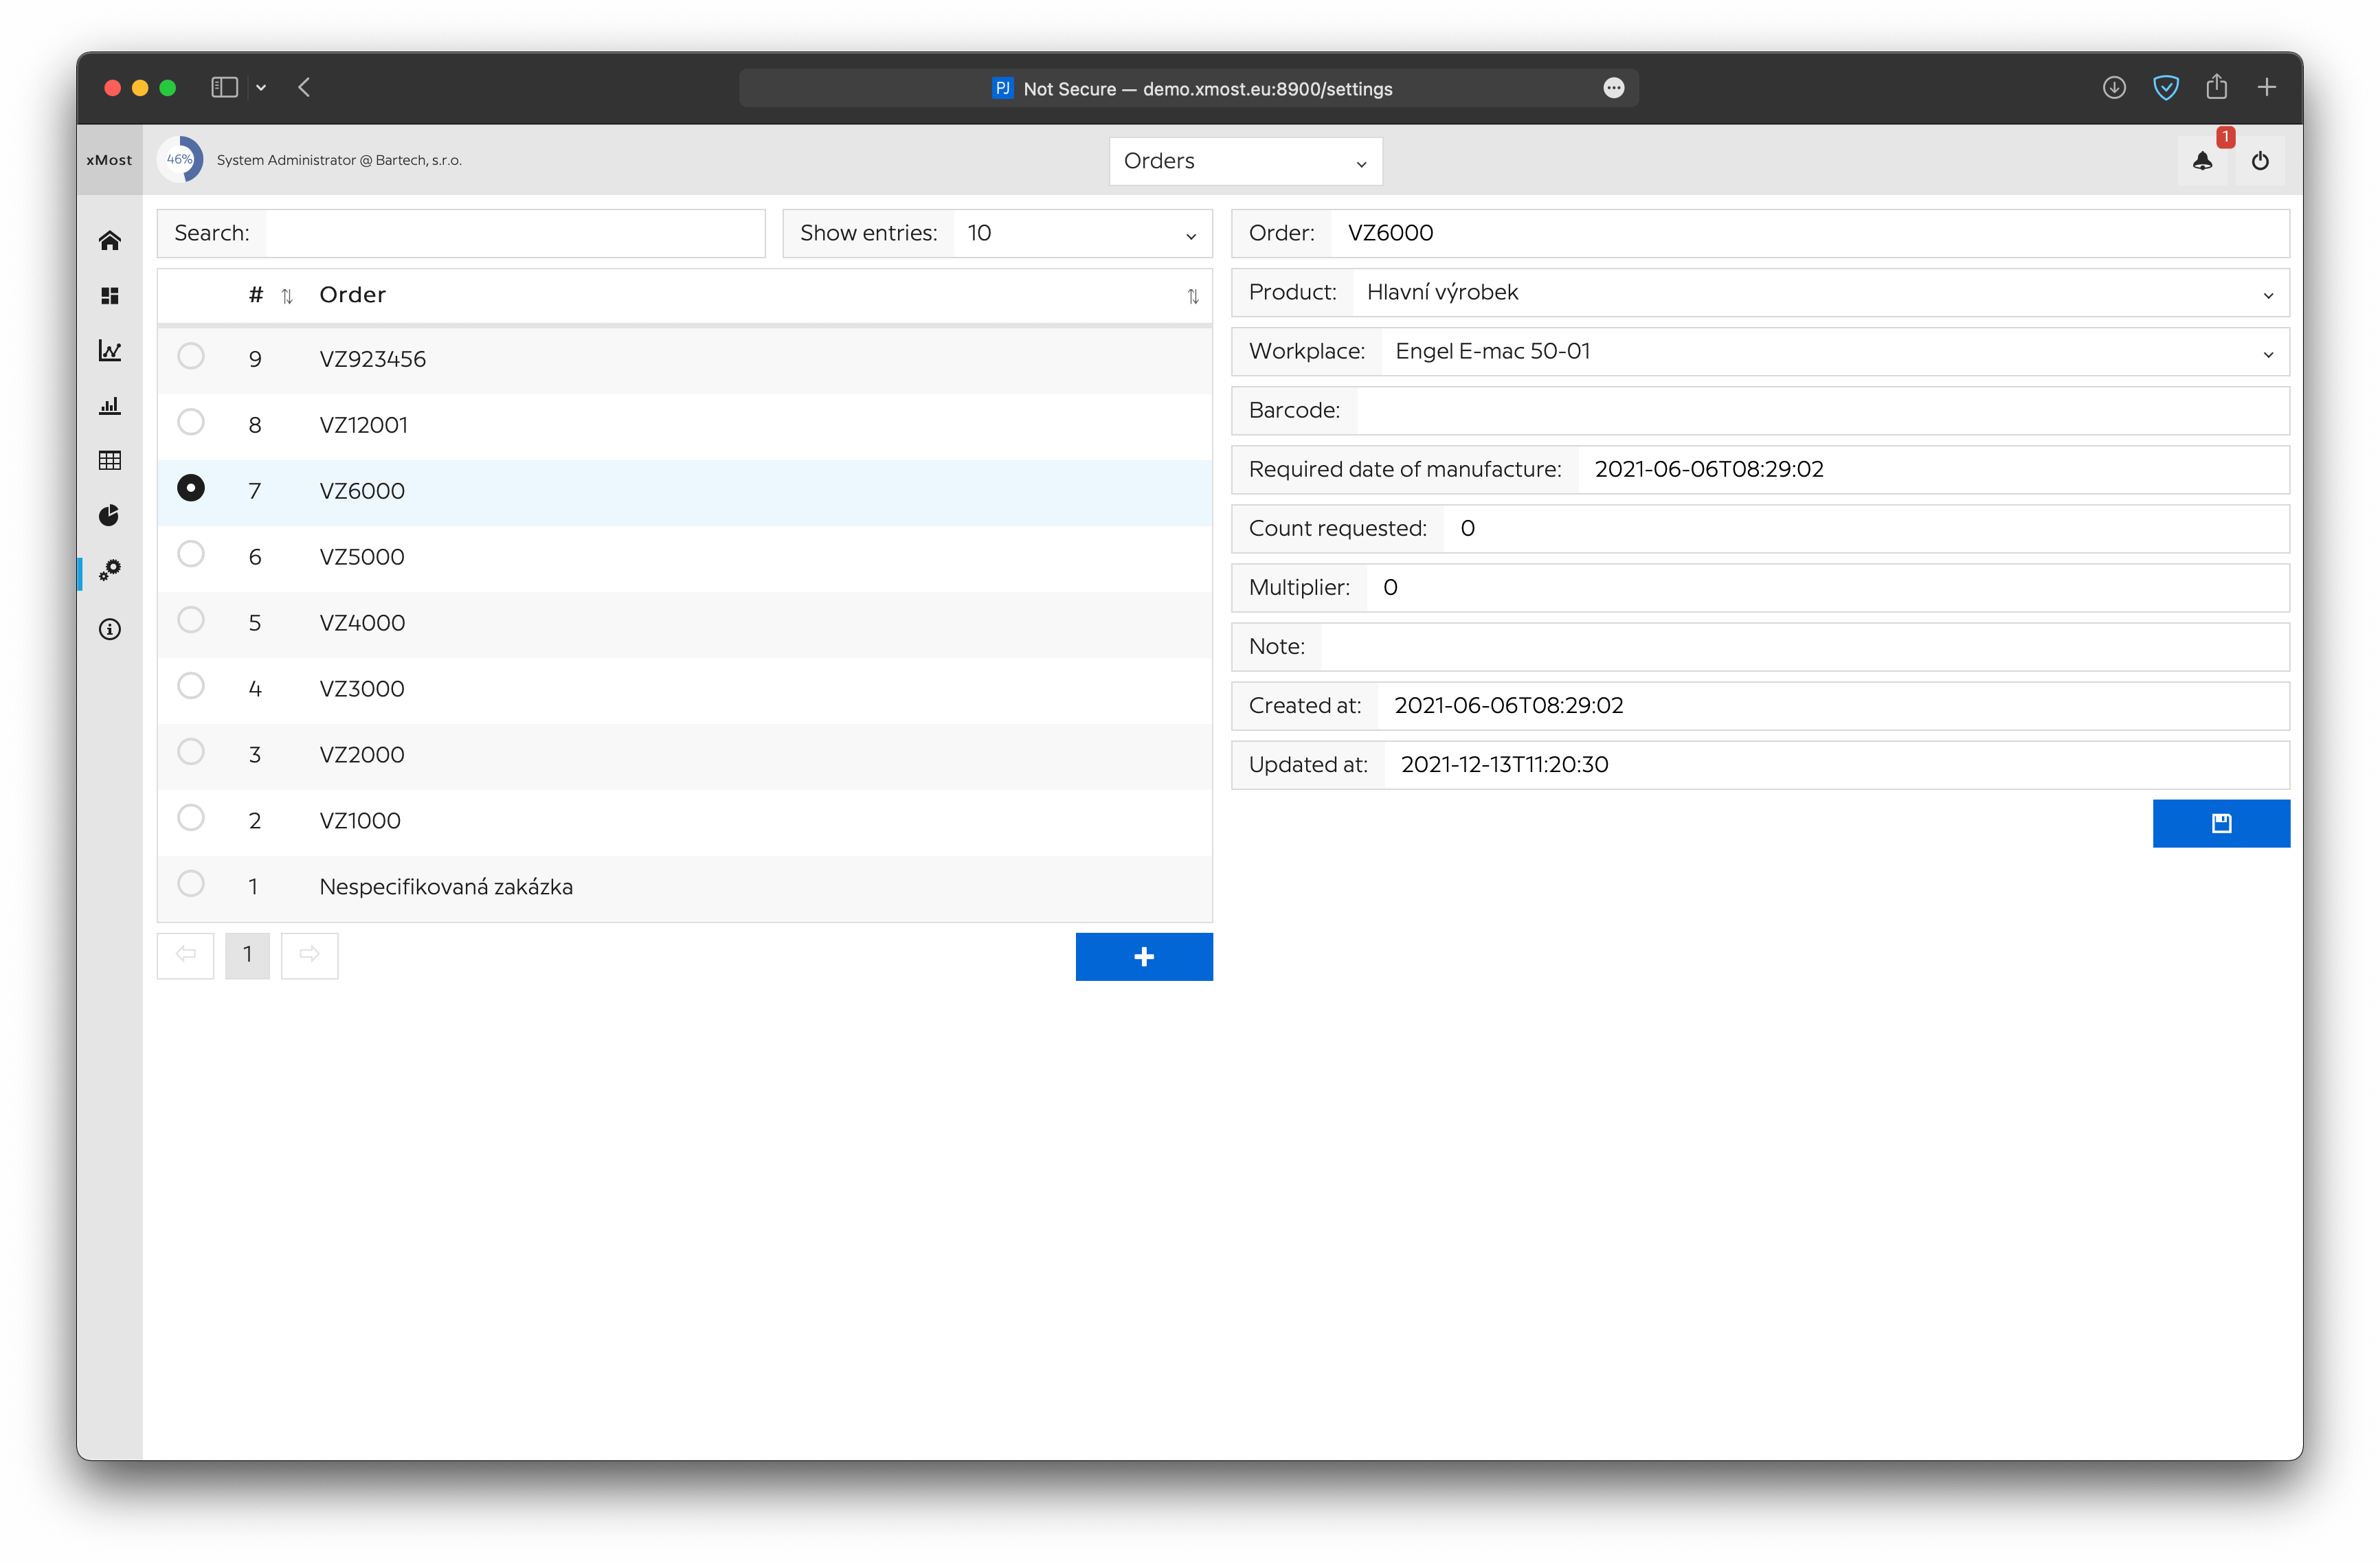 PJ Not Secure — demo.xmost.eu:8900/settings
xMost 46% System Administrator @ Bartech, s.r.o. Orders 1
Search: Show entries: 10
# Order
9 VZ923456
8 VZ12001
7 VZ6000
6 VZ5000
5 VZ4000
4 VZ3000
3 VZ2000
2 VZ1000
1 Nespecifikovaná zakázka
1
Order: VZ6000
Product: Hlavní výrobek
Workplace: Engel E-mac 50-01
Barcode:
Required date of manufacture: 2021-06-06T08:29:02
Count requested: 0
Multiplier: 0
Note:
Created at: 2021-06-06T08:29:02
Updated at: 2021-12-13T11:20:30